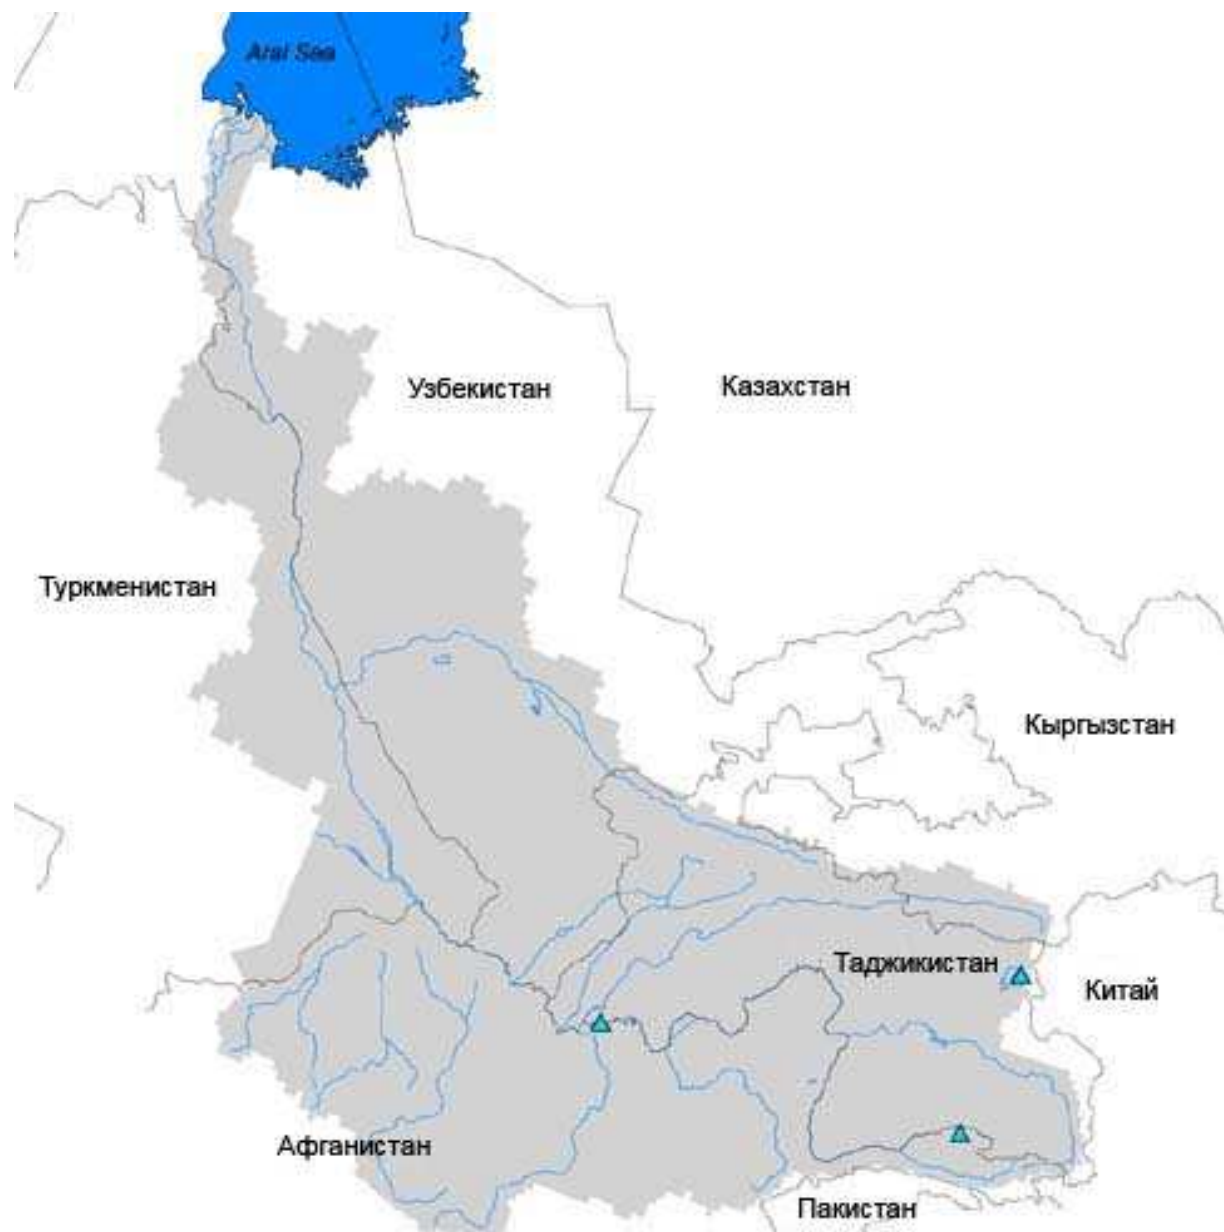 Aral Sea
Узбекистан
Казахстан
Туркменистан
Кыргызстан
Таджикистан
Китай
Афганистан
Пакистан